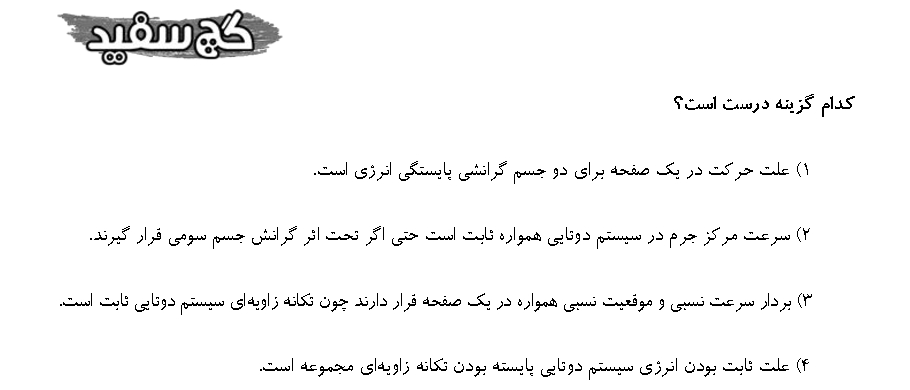 گچ سفید
کدام گزینه درست است؟
۱) علت حرکت در یک صفحه برای دو جسم گرانشی پایستگی انرژی است.
۲) سرعت مرکز جرم در سیستم دوتایی همواره ثابت است حتی اگر تحت اثر گرانش جسم سومی قرار گیرند.
۳) بردار سرعت نسبی و موقعیت نسبی همواره در یک صفحه قرار دارند چون تکانه زاویه‌ای سیستم دوتایی ثابت است.
۴) علت ثابت بودن انرژی سیستم دوتایی پایسته بودن تکانه زاویه‌ای مجموعه است.